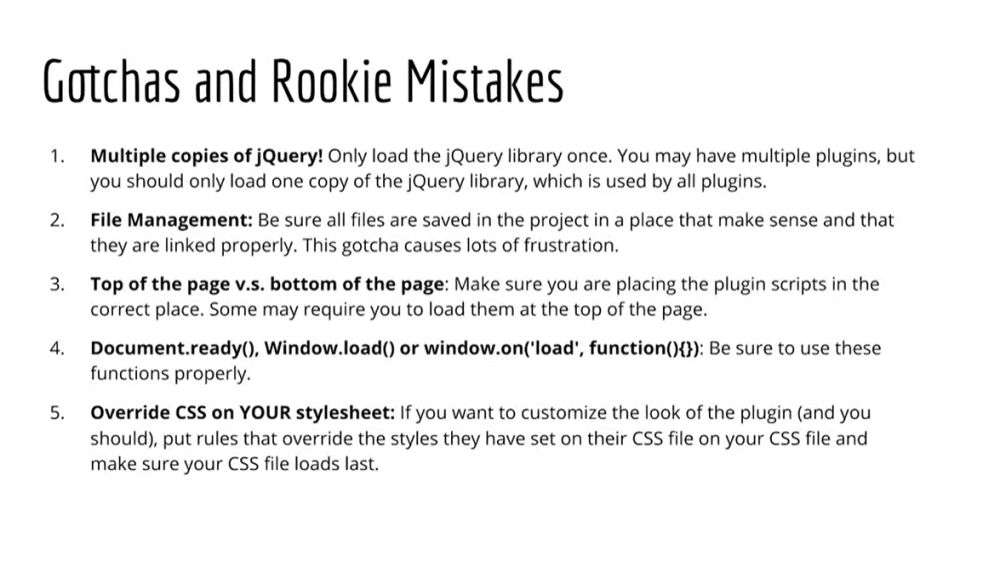 Gotchas and Rookie Mistakes
1. Multiple copies of jQuery! Only load the jQuery library once. You may have multiple plugins, but
you should only load one copy of the jQuery library, which is used by all plugins.
2. File Management: Be sure all files are saved in the project in a place that make sense and that
they are linked properly. This gotcha causes lots of frustration.
3. Top of the page v.s. bottom of the page: Make sure you are placing the plugin scripts in the
correct place. Some may require you to load them at the top of the page.
4. Document.ready(), Window.load() or window.on('load', function(){}): Be sure to use these
functions properly.
5. Override CSS on YOUR stylesheet: If you want to customize the look of the plugin (and you
should), put rules that override the styles they have set on their CSS file on your CSS file and
make sure your CSS file loads last.